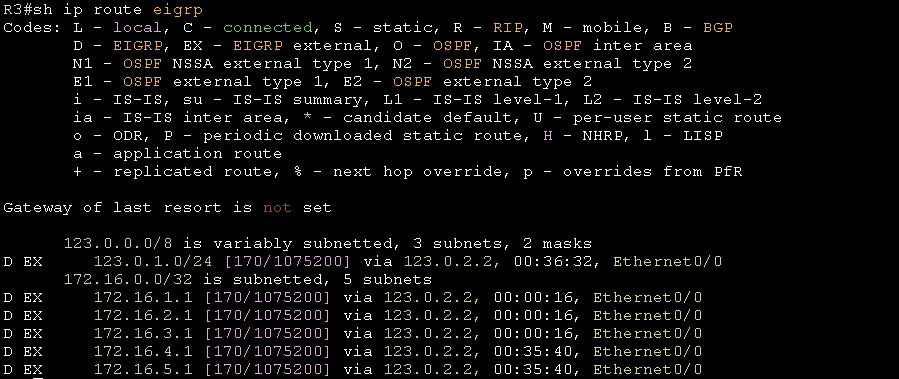 R3#sh ip route eigrp
Codes: L - local, C - connected, S - static, R - RIP, M - mobile, B - BGP
D - EIGRP, EX - EIGRP external, O - OSPF, IA - OSPF inter area
N1 - OSPF NSSA external type 1, N2 - OSPF NSSA external type 2
E1 - OSPF external type 1, E2 - OSPF external type 2
i - IS-IS, su - IS-IS summary, L1 - IS-IS level-1, L2 - IS-IS level-2
ia - IS-IS inter area, * - candidate default, U - per-user static route
o - ODR, P - periodic downloaded static route, H - NHRP, l - LISP
a - application route
+ - replicated route, % - next hop override, p - overrides from PfR
Gateway of last resort is not set
123.0.0.0/8 is variably subnetted, 3 subnets, 2 masks
D EX 123.0.1.0/24 [170/1075200] via 123.0.2.2, 00:36:32, Ethernet0/0
172.16.0.0/32 is subnetted, 5 subnets
D EX 172.16.1.1 [170/1075200] via 123.0.2.2, 00:00:16, Ethernet0/0
D EX 172.16.2.1 [170/1075200] via 123.0.2.2, 00:00:16, Ethernet0/0
D EX 172.16.3.1 [170/1075200] via 123.0.2.2, 00:00:16, Ethernet0/0
D EX 172.16.4.1 [170/1075200] via 123.0.2.2, 00:35:40, Ethernet0/0
D EX 172.16.5.1 [170/1075200] via 123.0.2.2, 00:35:40, Ethernet0/0